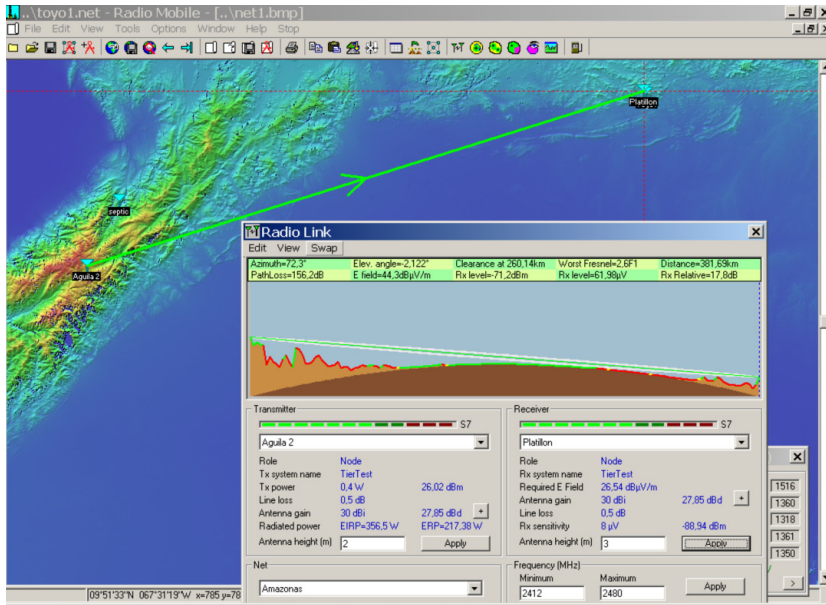 ..\toyo1.net - Radio Mobile - [..\net1.bmp]
File Edit View Tools Options Window Help Stop
Platillon
septic
Aguila 2
Radio Link
Edit View Swap
Azimuth=72,3° Elev. angle=-2,122° Clearance at 260,14km Worst Fresnel=2,6F1 Distance=381,69km
PathLoss=156,2dB E field=44,3dBµV/m Rx level=-71,2dBm Rx level=61,98µV Rx Relative=17,8dB
Transmitter
S7
Aguila 2
Role Node
Tx system name TierTest
Tx power 0,4 W 26,02 dBm
Line loss 0,5 dB
Antenna gain 30 dBi 27,85 dBd +
Radiated power EIRP=356,5 W ERP=217,38 W
Antenna height (m) 2 Apply
Receiver
S7
Platillon
Role Node
Rx system name TierTest
Required E Field 26,54 dBµV/m
Antenna gain 30 dBi 27,85 dBd +
Line loss 0,5 dB
Rx sensitivity 8 µV -88,94 dBm
Antenna height (m) 3 Apply
Net
Amazonas
Frequency (MHz)
Minimum Maximum
2412 2480 Apply
1516
1360
1318
1361
1350
>
09°51'33"N 067°31'19"W x=785 y=78